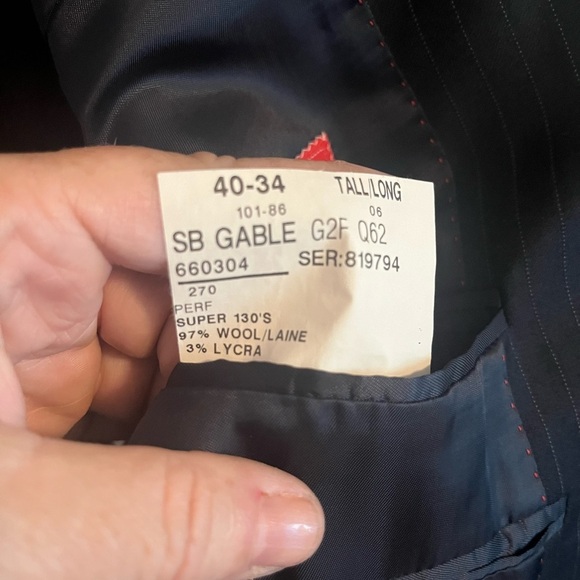 40-34 TALL/LONG
101-86 06
SB GABLE G2F Q62
660304 SER:819794
270
PERF
SUPER 130'S
97% WOOL/LAINE
3% LYCRA